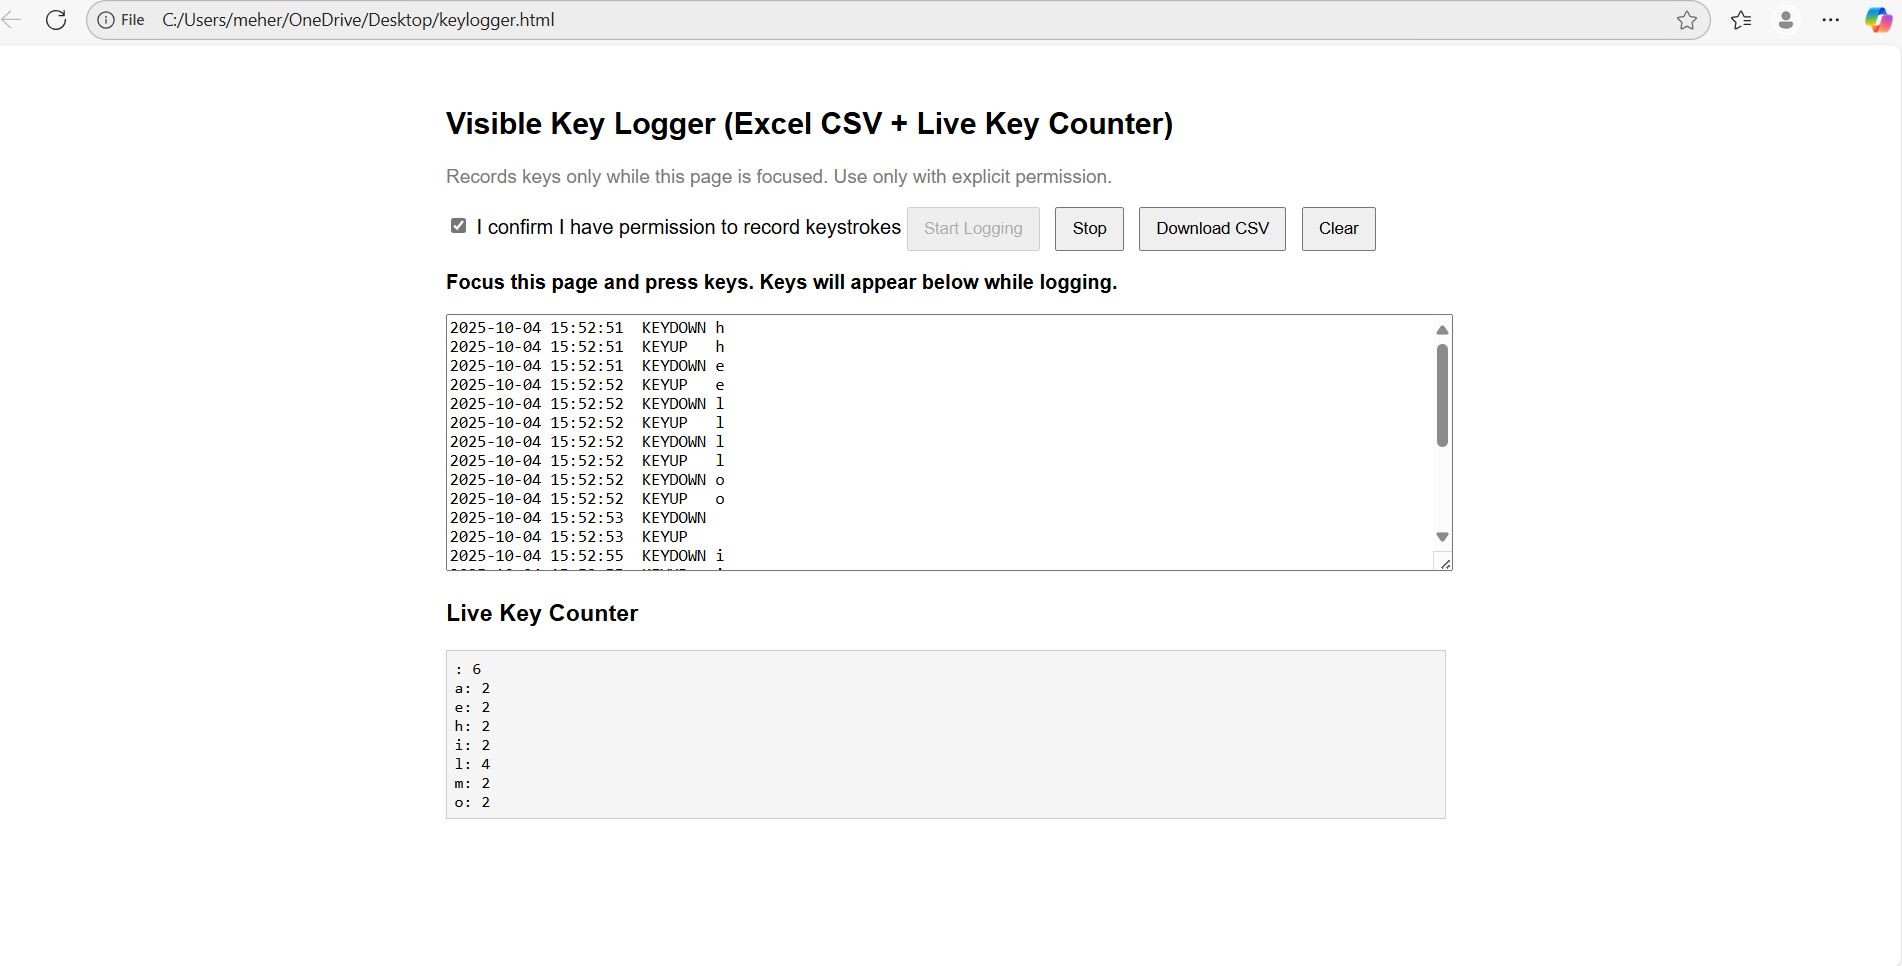 File C:/Users/meher/OneDrive/Desktop/keylogger.html
Visible Key Logger (Excel CSV + Live Key Counter)
Records keys only while this page is focused. Use only with explicit permission.
I confirm I have permission to record keystrokes Start Logging Stop Download CSV Clear
Focus this page and press keys. Keys will appear below while logging.
2025-10-04 15:52:51 KEYDOWN h
2025-10-04 15:52:51 KEYUP h
2025-10-04 15:52:51 KEYDOWN e
2025-10-04 15:52:52 KEYUP e
2025-10-04 15:52:52 KEYDOWN l
2025-10-04 15:52:52 KEYUP l
2025-10-04 15:52:52 KEYDOWN l
2025-10-04 15:52:52 KEYUP l
2025-10-04 15:52:52 KEYDOWN o
2025-10-04 15:52:52 KEYUP o
2025-10-04 15:52:53 KEYDOWN
2025-10-04 15:52:53 KEYUP
2025-10-04 15:52:55 KEYDOWN i
Live Key Counter
: 6
a: 2
e: 2
h: 2
i: 2
l: 4
m: 2
o: 2